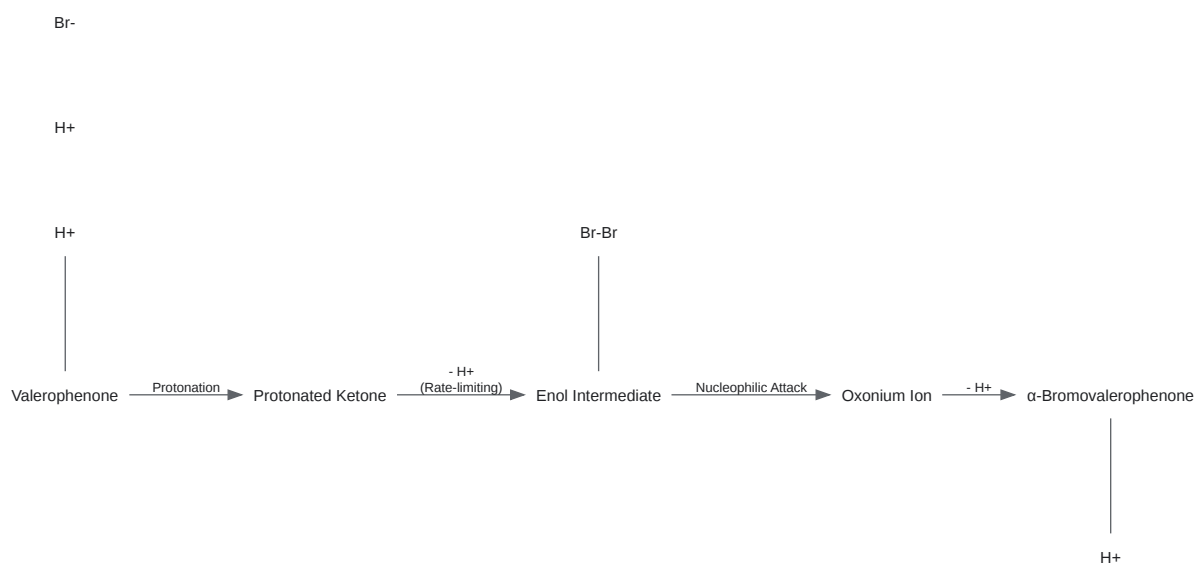 Br-
H+
H+
Br-Br
Valerophenone
Protonation
Protonated Ketone
- H+
(Rate-limiting)
Enol Intermediate
Nucleophilic Attack
Oxonium Ion
- H+
α-Bromovalerophenone
H+